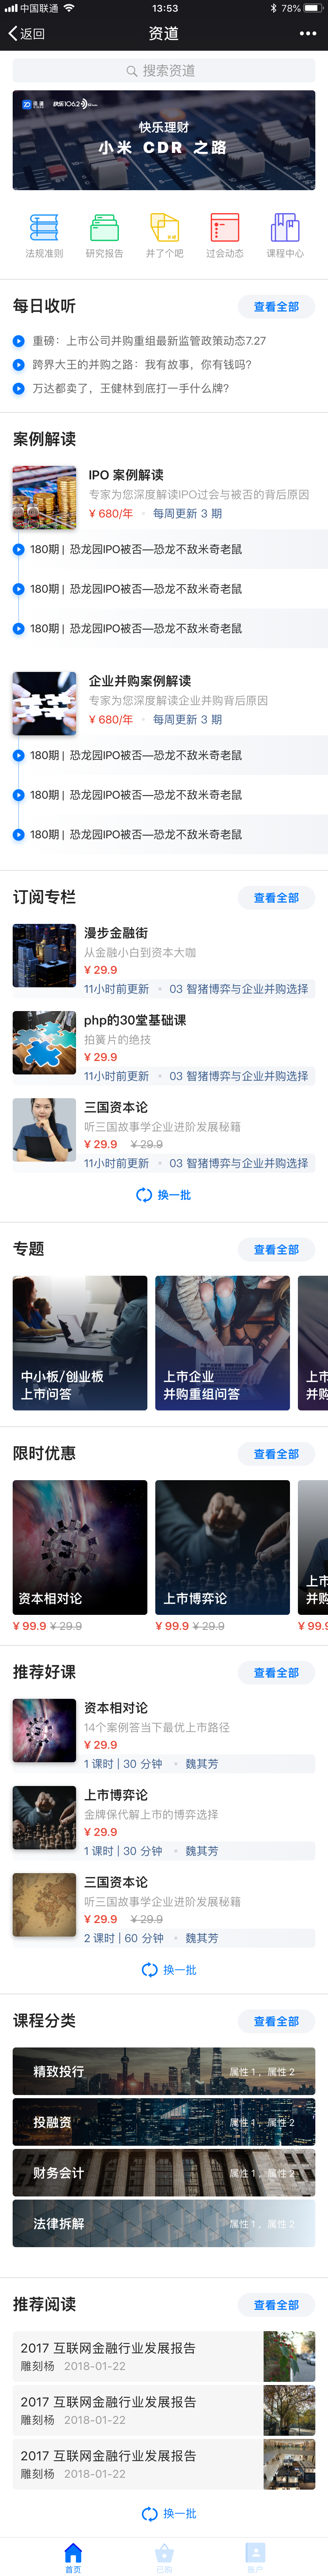 中国联通
13:53
78%
返回
资道
搜索资道
资道
快乐106.2
快乐理财
小米 CDR 之路
法规准则
研究报告
并了个吧
过会动态
课程中心
每日收听
查看全部
重磅：上市公司并购重组最新监管政策动态7.27
跨界大王的并购之路：我有故事，你有钱吗?
万达都卖了，王健林到底打一手什么牌?
案例解读
IPO 案例解读
专家为您深度解读IPO过会与被否的背后原因
¥ 680/年
每周更新 3 期
180期 | 恐龙园IPO被否—恐龙不敌米奇老鼠
180期 | 恐龙园IPO被否—恐龙不敌米奇老鼠
180期 | 恐龙园IPO被否—恐龙不敌米奇老鼠
企业并购案例解读
专家为您深度解读企业并购背后原因
¥ 680/年
每周更新 3 期
180期 | 恐龙园IPO被否—恐龙不敌米奇老鼠
180期 | 恐龙园IPO被否—恐龙不敌米奇老鼠
180期 | 恐龙园IPO被否—恐龙不敌米奇老鼠
订阅专栏
查看全部
漫步金融街
从金融小白到资本大咖
¥ 29.9
11小时前更新
03 智猪博弈与企业并购选择
php的30堂基础课
拍簧片的绝技
¥ 29.9
11小时前更新
03 智猪博弈与企业并购选择
三国资本论
听三国故事学企业进阶发展秘籍
¥ 29.9 ¥ 29.9
11小时前更新
03 智猪博弈与企业并购选择
换一批
专题
查看全部
中小板/创业板
上市问答
上市企业
并购重组问答
上市
并购
限时优惠
查看全部
资本相对论
上市博弈论
上市
并购
¥ 99.9 ¥ 29.9
¥ 99.9 ¥ 29.9
¥ 99.9
推荐好课
查看全部
资本相对论
14个案例答当下最优上市路径
¥ 29.9
1 课时 | 30 分钟
魏其芳
上市博弈论
金牌保代解上市的博弈选择
¥ 29.9
1 课时 | 30 分钟
魏其芳
三国资本论
听三国故事学企业进阶发展秘籍
¥ 29.9 ¥ 29.9
2 课时 | 60 分钟
魏其芳
换一批
课程分类
查看全部
精致投行
属性 1 ，属性 2
投融资
属性 1 ，属性 2
财务会计
属性 1 ，属性 2
法律拆解
属性 1 ，属性 2
推荐阅读
查看全部
2017 互联网金融行业发展报告
雕刻杨 2018-01-22
2017 互联网金融行业发展报告
雕刻杨 2018-01-22
2017 互联网金融行业发展报告
雕刻杨 2018-01-22
换一批
首页
已购
账户